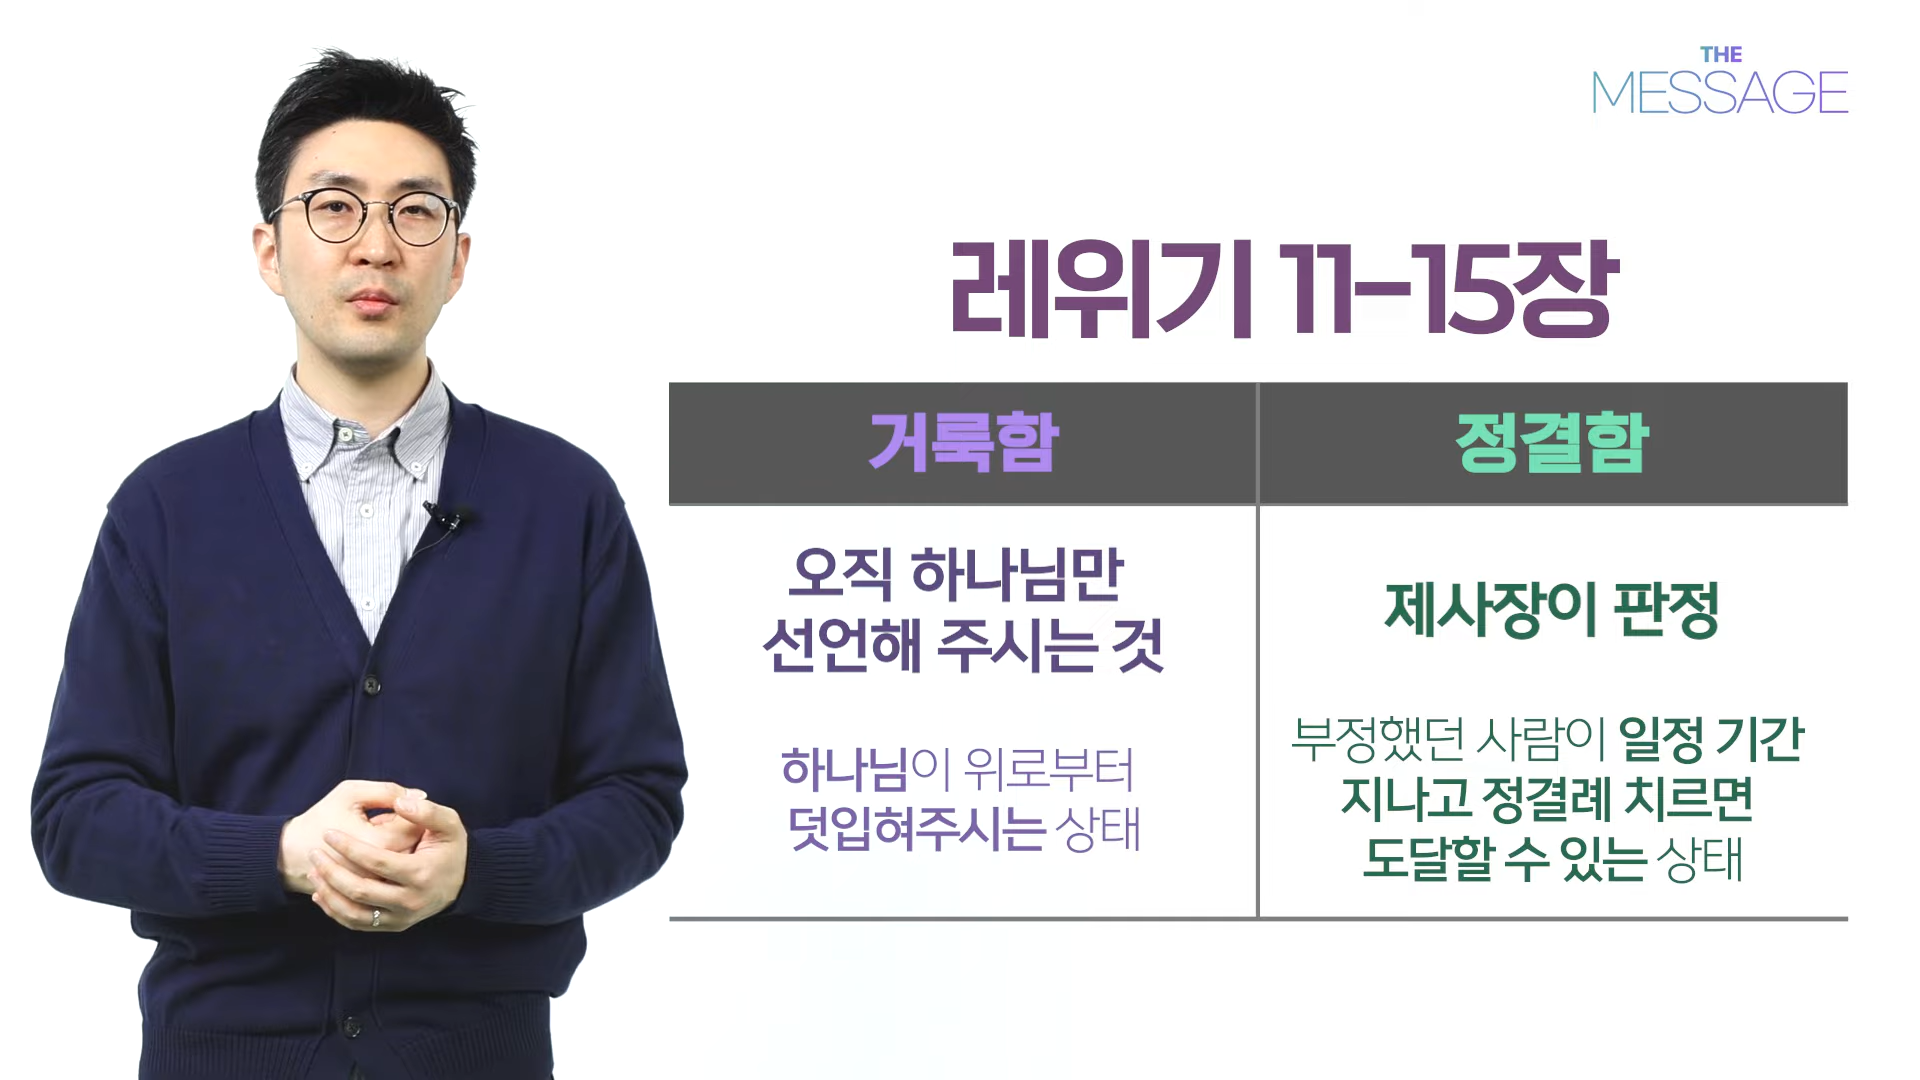 THE
MESSAGE
레위기 11-15장
거룩함
정결함
오직 하나님만
선언해 주시는 것
하나님이 위로부터
덧입혀주시는 상태
제사장이 판정
부정했던 사람이 일정 기간
지나고 정결례 치르면
도달할 수 있는 상태